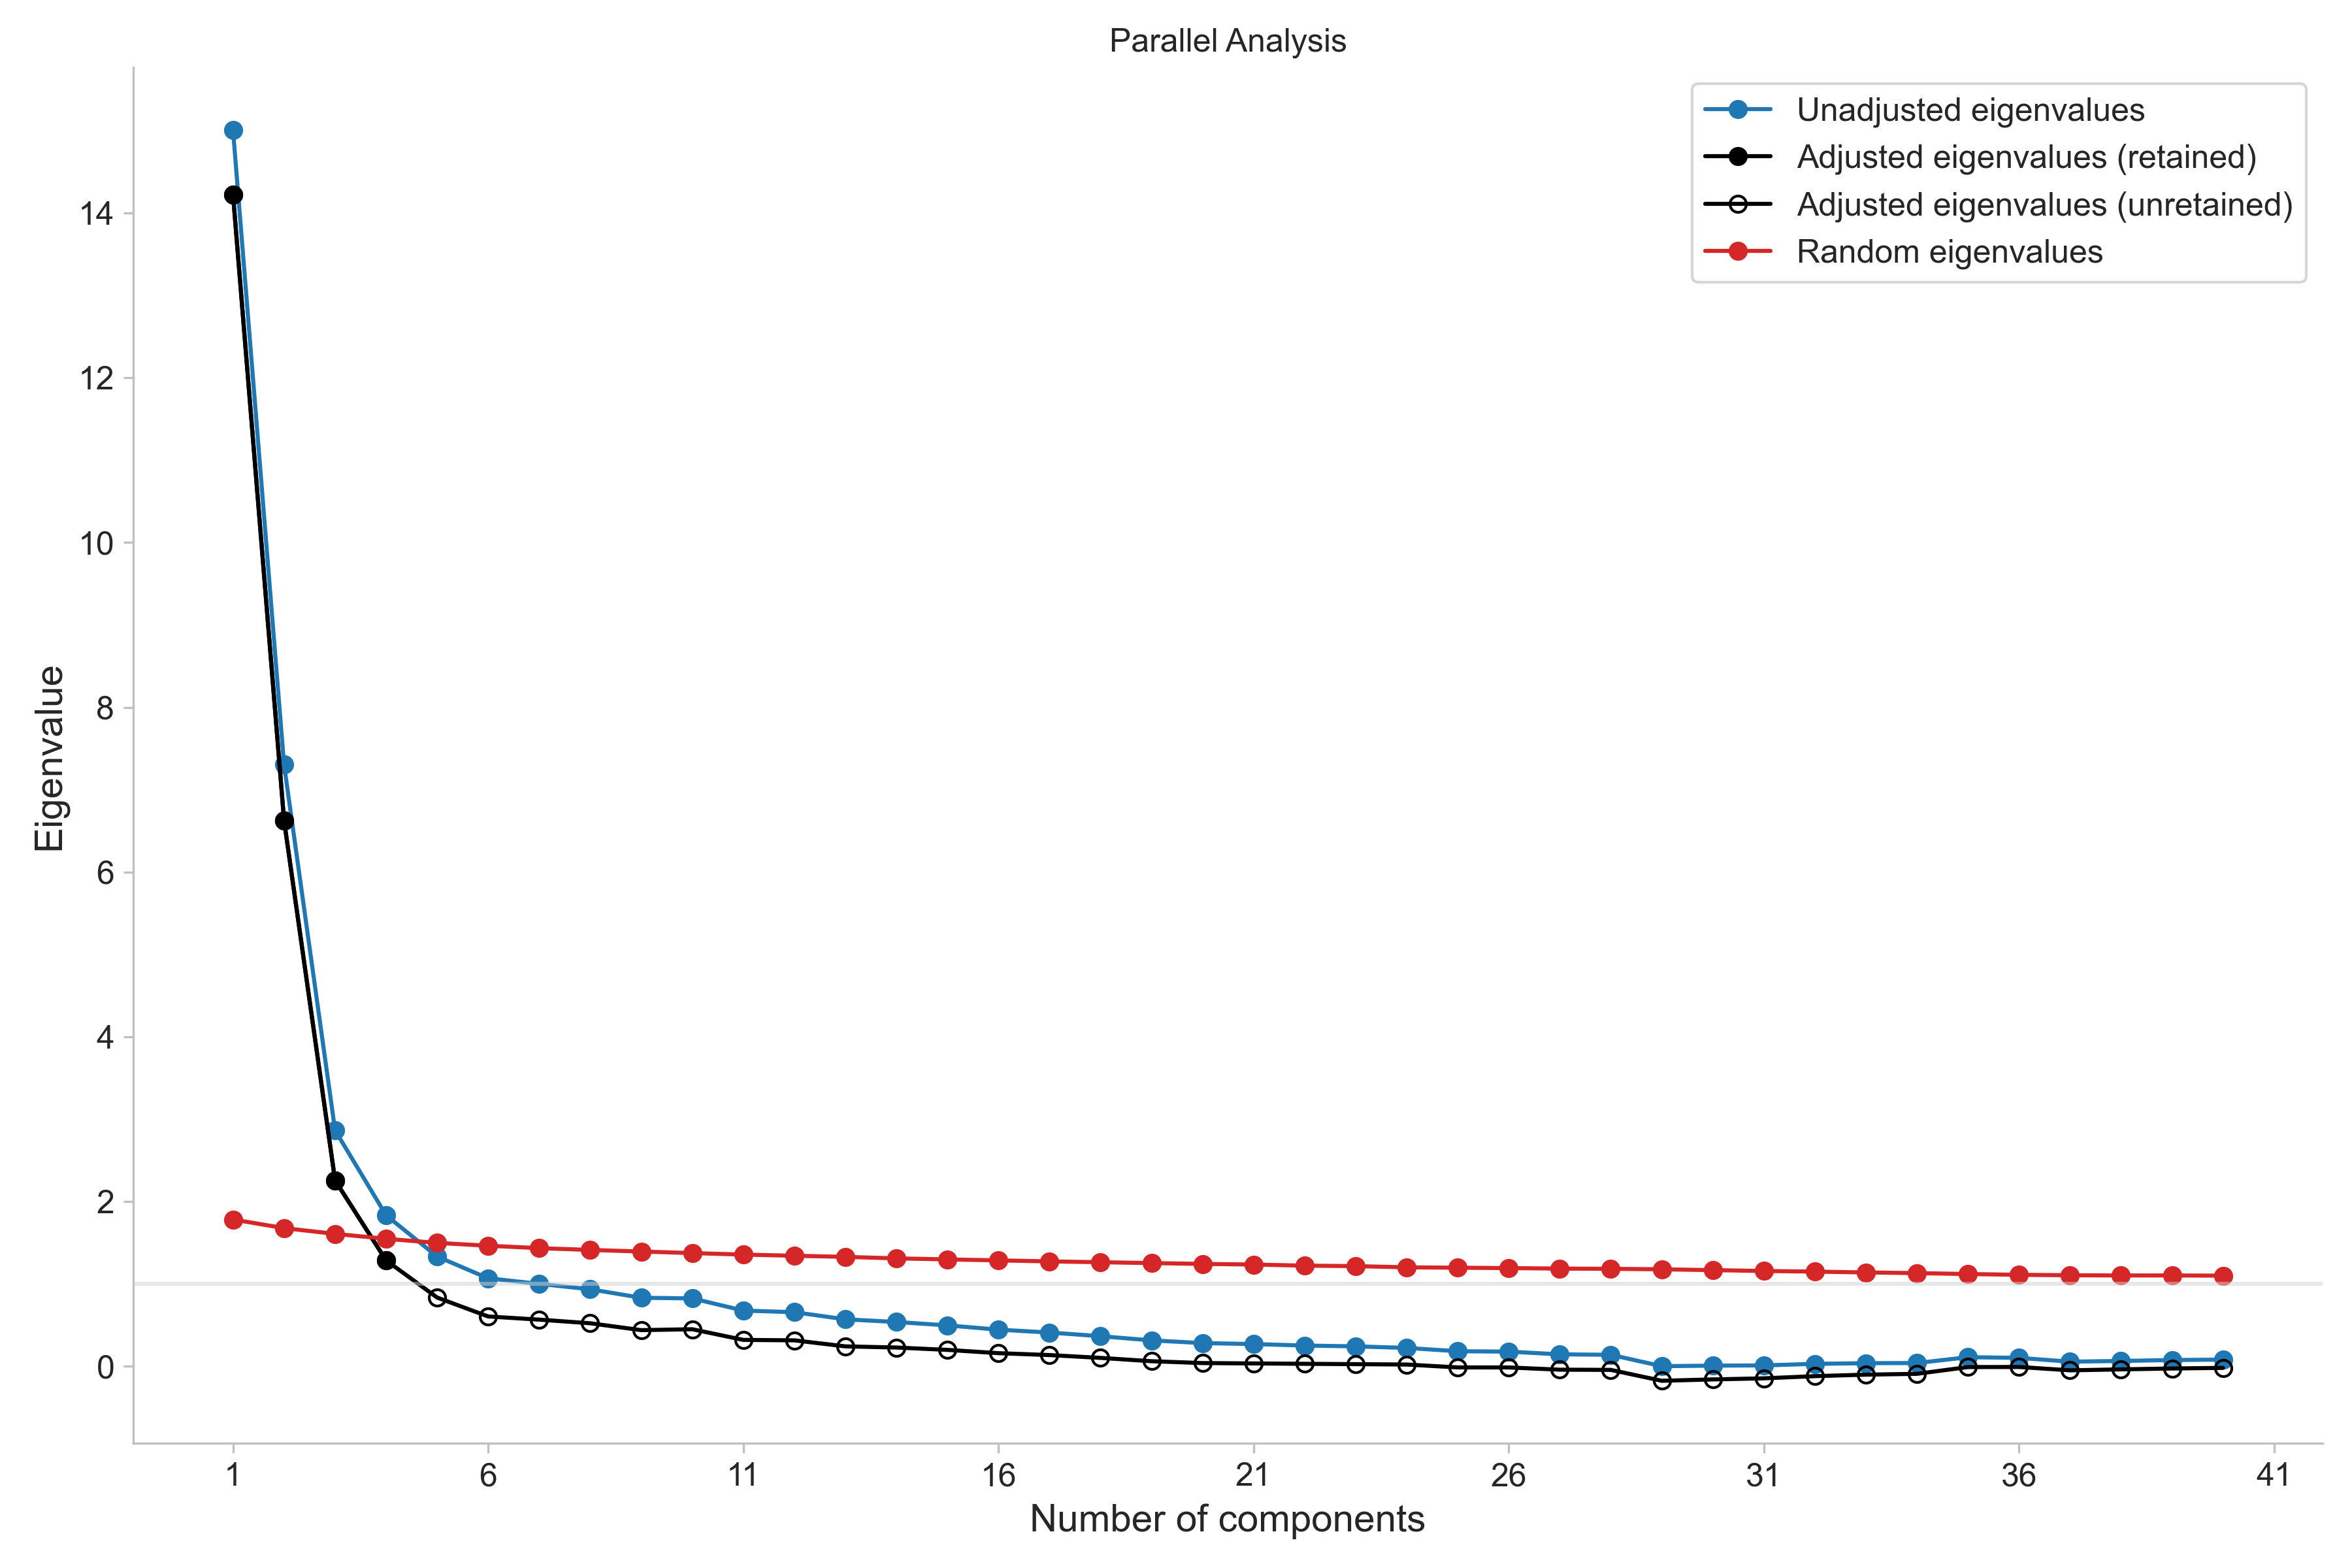 Parallel Analysis
Unadjusted eigenvalues
Adjusted eigenvalues (retained)
Adjusted eigenvalues (unretained)
Random eigenvalues
Eigenvalue
14
12
10
8
6
4
2
0
1 6 11 16 21 26 31 36 41
Number of components